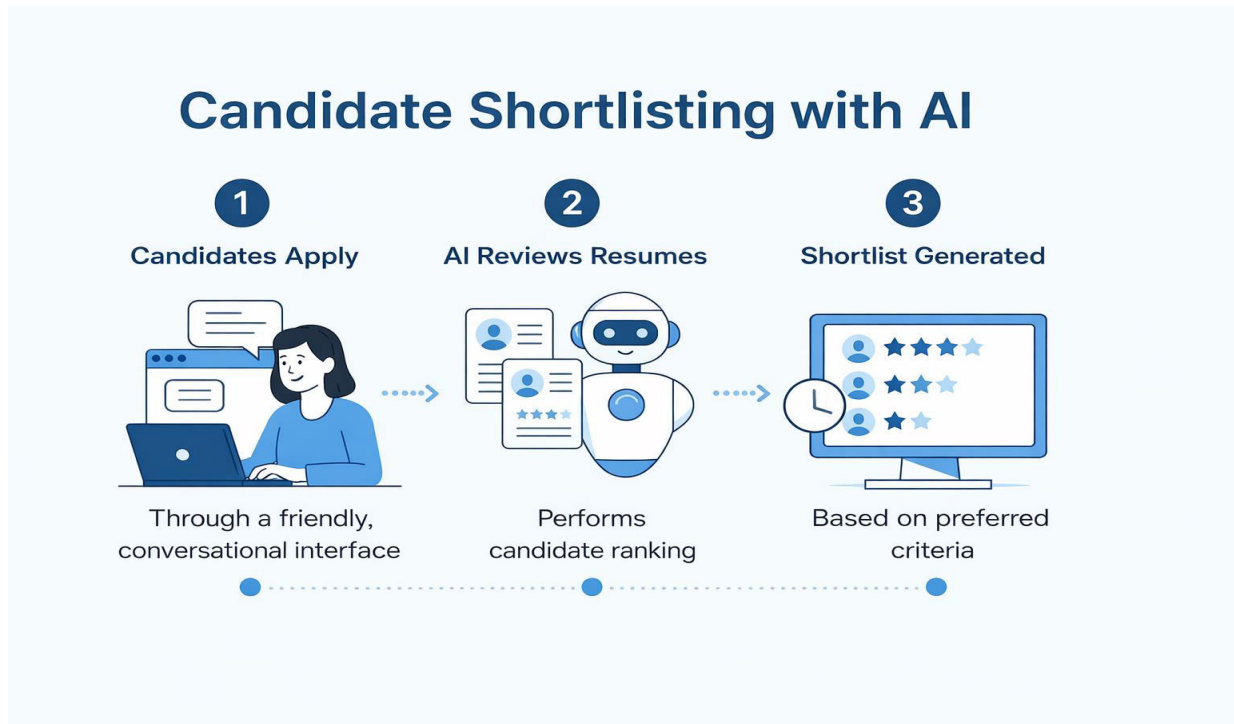 Candidate Shortlisting with AI
1
Candidates Apply
Through a friendly,
conversational interface
2
AI Reviews Resumes
Performs
candidate ranking
3
Shortlist Generated
Based on preferred
criteria